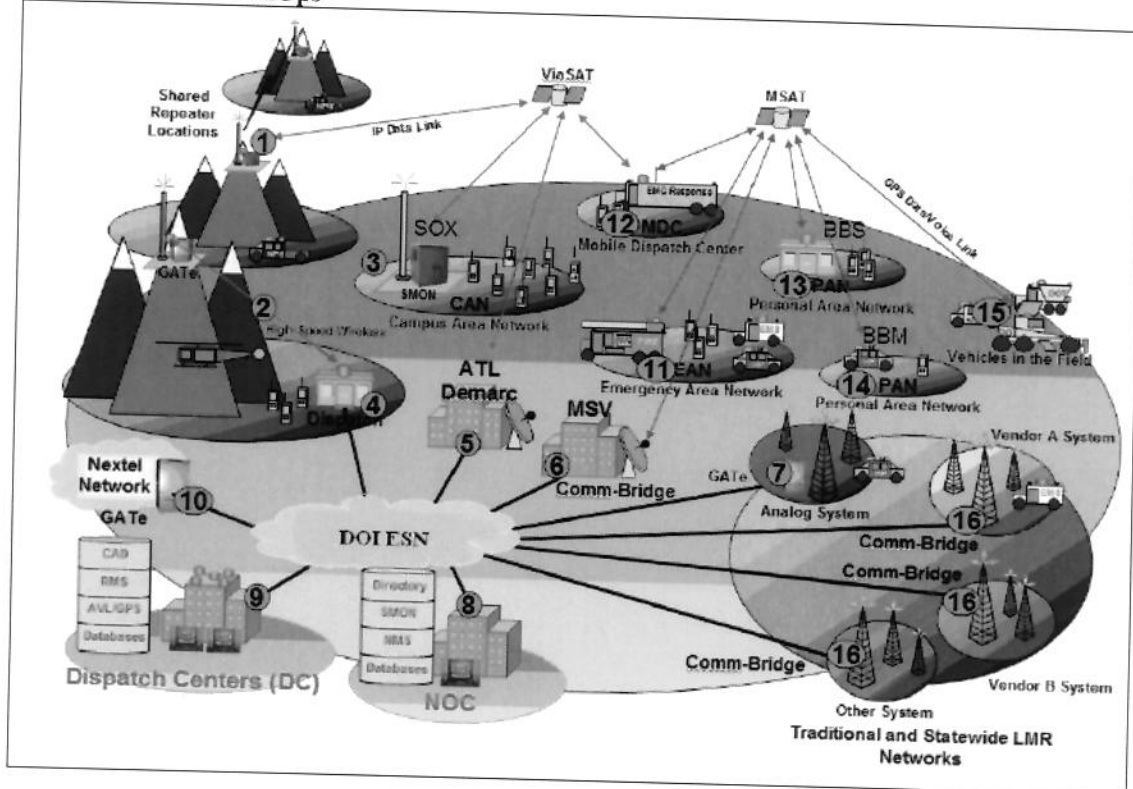 ViaSAT
MSAT
Shared
Repeater
Locations
1
IP Data Link
GPS Data/Voice Link
EMG Response
12 MDC
Mobile Dispatch Center
SOX
3
SMON
CAN
Campus Area Network
BBS
13 PAN
Personal Area Network
15
Vehicles in the Field
GATe
2
High-Speed Wireless
11 EAN
Emergency Area Network
BBM
14 PAN
Personal Area Network
4
ATL
Demarc
5
MSV
6
Comm-Bridge
GATe
7
Analog System
Vendor A System
16
Comm-Bridge
Nextel
Network
10
GATe
DOI ESN
Comm-Bridge
16
Vendor B System
CAD
RMS
AVL/GPS
Databases
9
Dispatch Centers (DC)
Directory
SMON
NMS
Databases
8
NOC
Comm-Bridge
16
Other System
Traditional and Statewide LMR
Networks